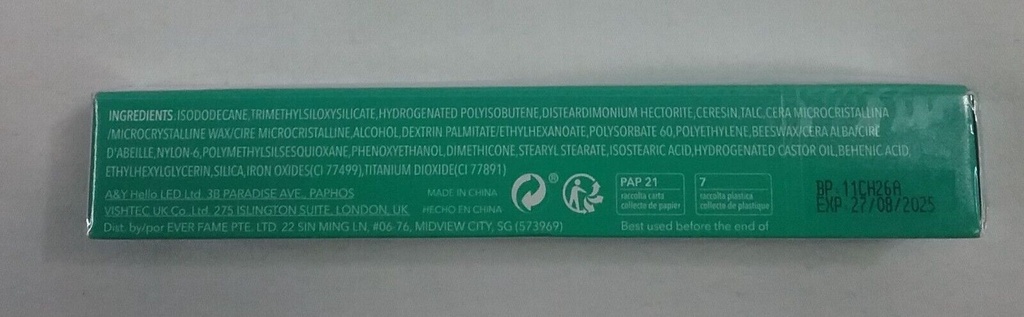 INGREDIENTS:ISODODECANE,TRIMETHYLSILOXYSILICATE,HYDROGENATED POLYISOBUTENE,DISTEARDIMONIUM HECTORITE,CERESIN,TALC,CERA MICROCRISTALLINA
/MICROCRYSTALLINE WAX/CIRE MICROCRISTALLINE,ALCOHOL,DEXTRIN PALMITATE/ETHYLHEXANOATE,POLYSORBATE 60,POLYETHYLENE,BEESWAX/CERA ALBA/CIRE
D'ABEILLE,NYLON-6,POLYMETHYLSILSESQUIOXANE,PHENOXYETHANOL,DIMETHICONE,STEARYL STEARATE,ISOSTEARIC ACID,HYDROGENATED CASTOR OIL,BEHENIC ACID,
ETHYLHEXYLGLYCERIN,SILICA,IRON OXIDES(CI 77499),TITANIUM DIOXIDE(CI 77891)
A&Y Hello LED.Ltd. 3B PARADISE AVE., PAPHOS
VISHTEC UK Co.,Ltd. 275 ISLINGTON SUITE, LONDON, UK
Dist. by/por EVER FAME PTE. LTD. 22 SIN MING LN, #06-76, MIDVIEW CITY, SG (573969)
MADE IN CHINA
HECHO EN CHINA
®
PAP 21
raccolta carta
collecte de papier
7
raccolta plastica
collecte de plastique
Best used before the end of
BP 11CH26A
EXP 27/08/2025